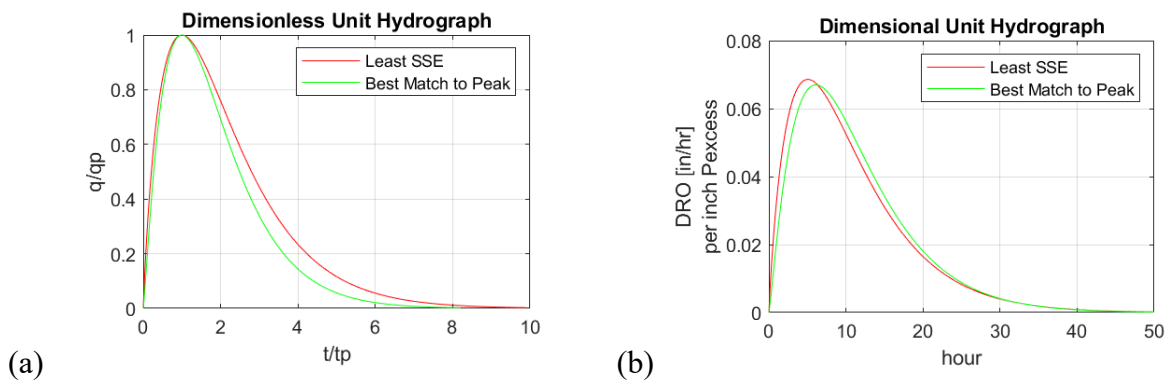 Dimensionless Unit Hydrograph
1
0.8
0.6
0.4
0.2
0
q/qp
Least SSE
Best Match to Peak
0 2 4 6 8 10
t/tp
(a)
Dimensional Unit Hydrograph
0.08
0.06
0.04
0.02
0
DRO [in/hr]
per inch Pexcess
Least SSE
Best Match to Peak
0 10 20 30 40 50
hour
(b)